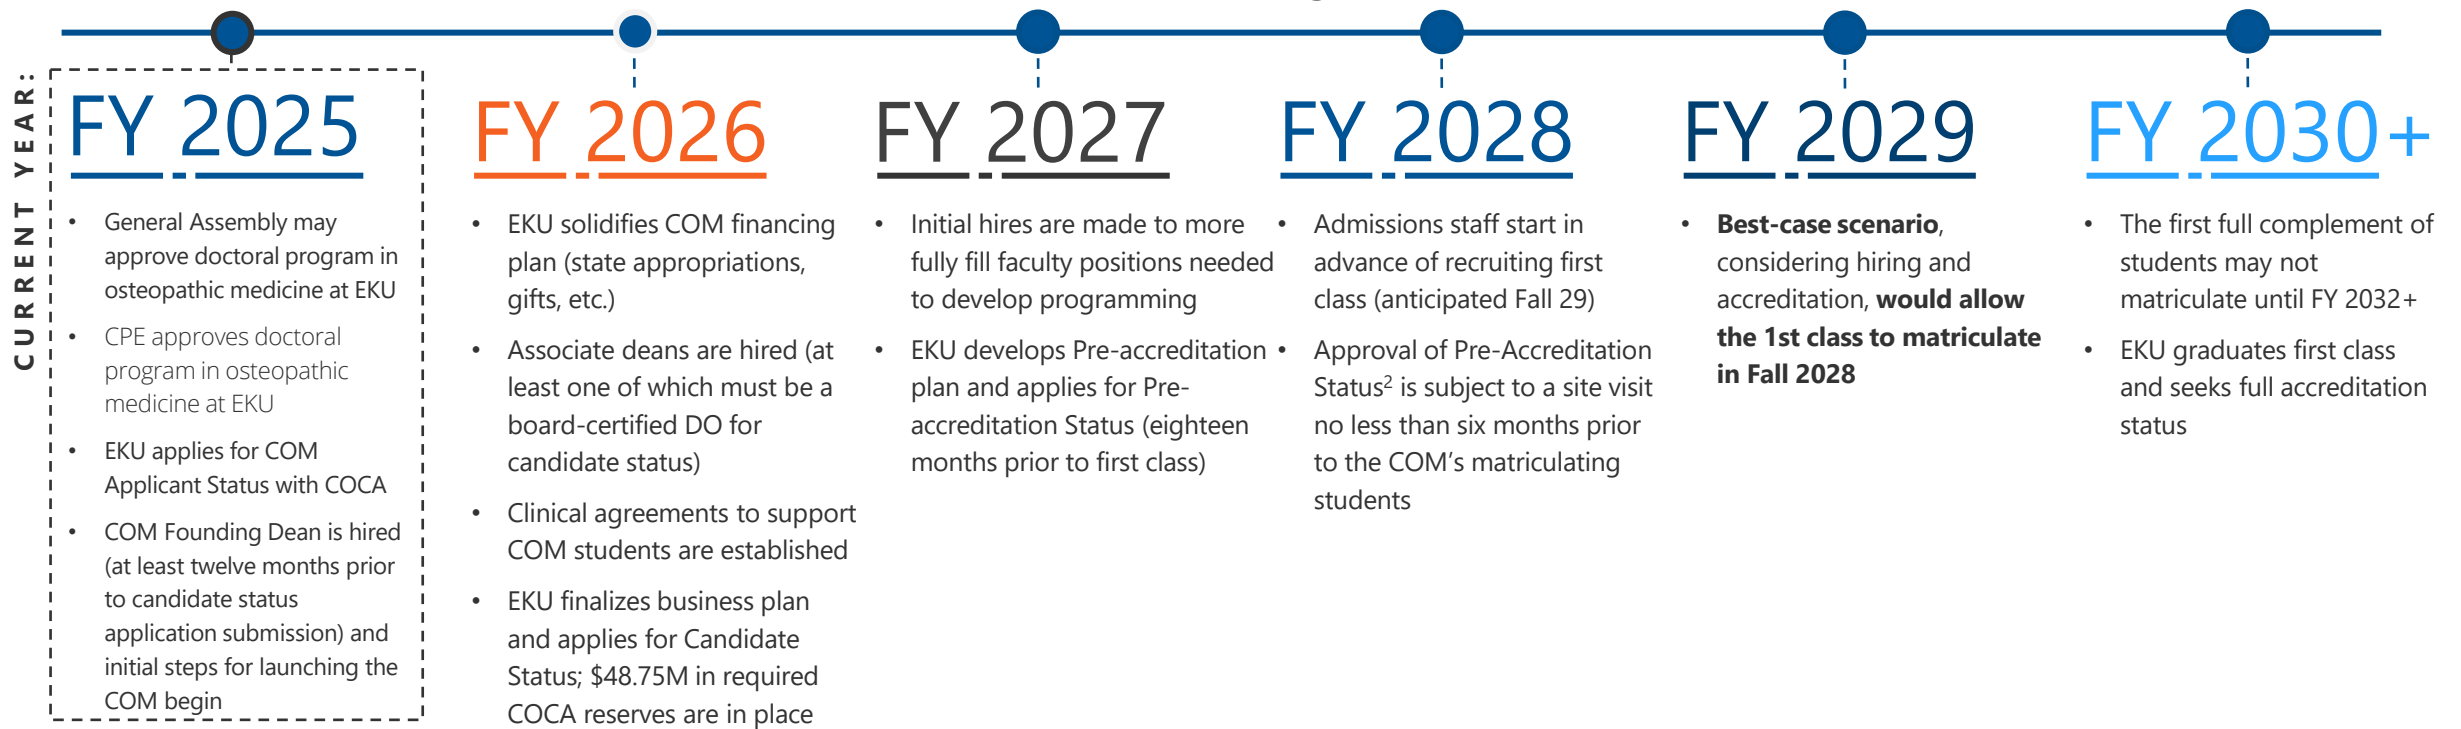 CURRENT YEAR:
FY 2025
• General Assembly may
approve doctoral program in
osteopathic medicine at EKU
• CPE approves doctoral
program in osteopathic
medicine at EKU
• EKU applies for COM
Applicant Status with COCA
• COM Founding Dean is hired
(at least twelve months prior
to candidate status
application submission) and
initial steps for launching the
COM begin
FY 2026
• EKU solidifies COM financing
plan (state appropriations,
gifts, etc.)
• Associate deans are hired (at
least one of which must be a
board-certified DO for
candidate status)
• Clinical agreements to support
COM students are established
• EKU finalizes business plan
and applies for Candidate
Status; $48.75M in required
COCA reserves are in place
FY 2027
• Initial hires are made to more
fully fill faculty positions needed
to develop programming
• EKU develops Pre-accreditation
plan and applies for Pre-
accreditation Status (eighteen
months prior to first class)
FY 2028
• Admissions staff start in
advance of recruiting first
class (anticipated Fall 29)
• Approval of Pre-Accreditation
Status² is subject to a site visit
no less than six months prior
to the COM’s matriculating
students
FY 2029
• Best-case scenario,
considering hiring and
accreditation, would allow
the 1st class to matriculate
in Fall 2028
FY 2030+
• The first full complement of
students may not
matriculate until FY 2032+
• EKU graduates first class
and seeks full accreditation
status